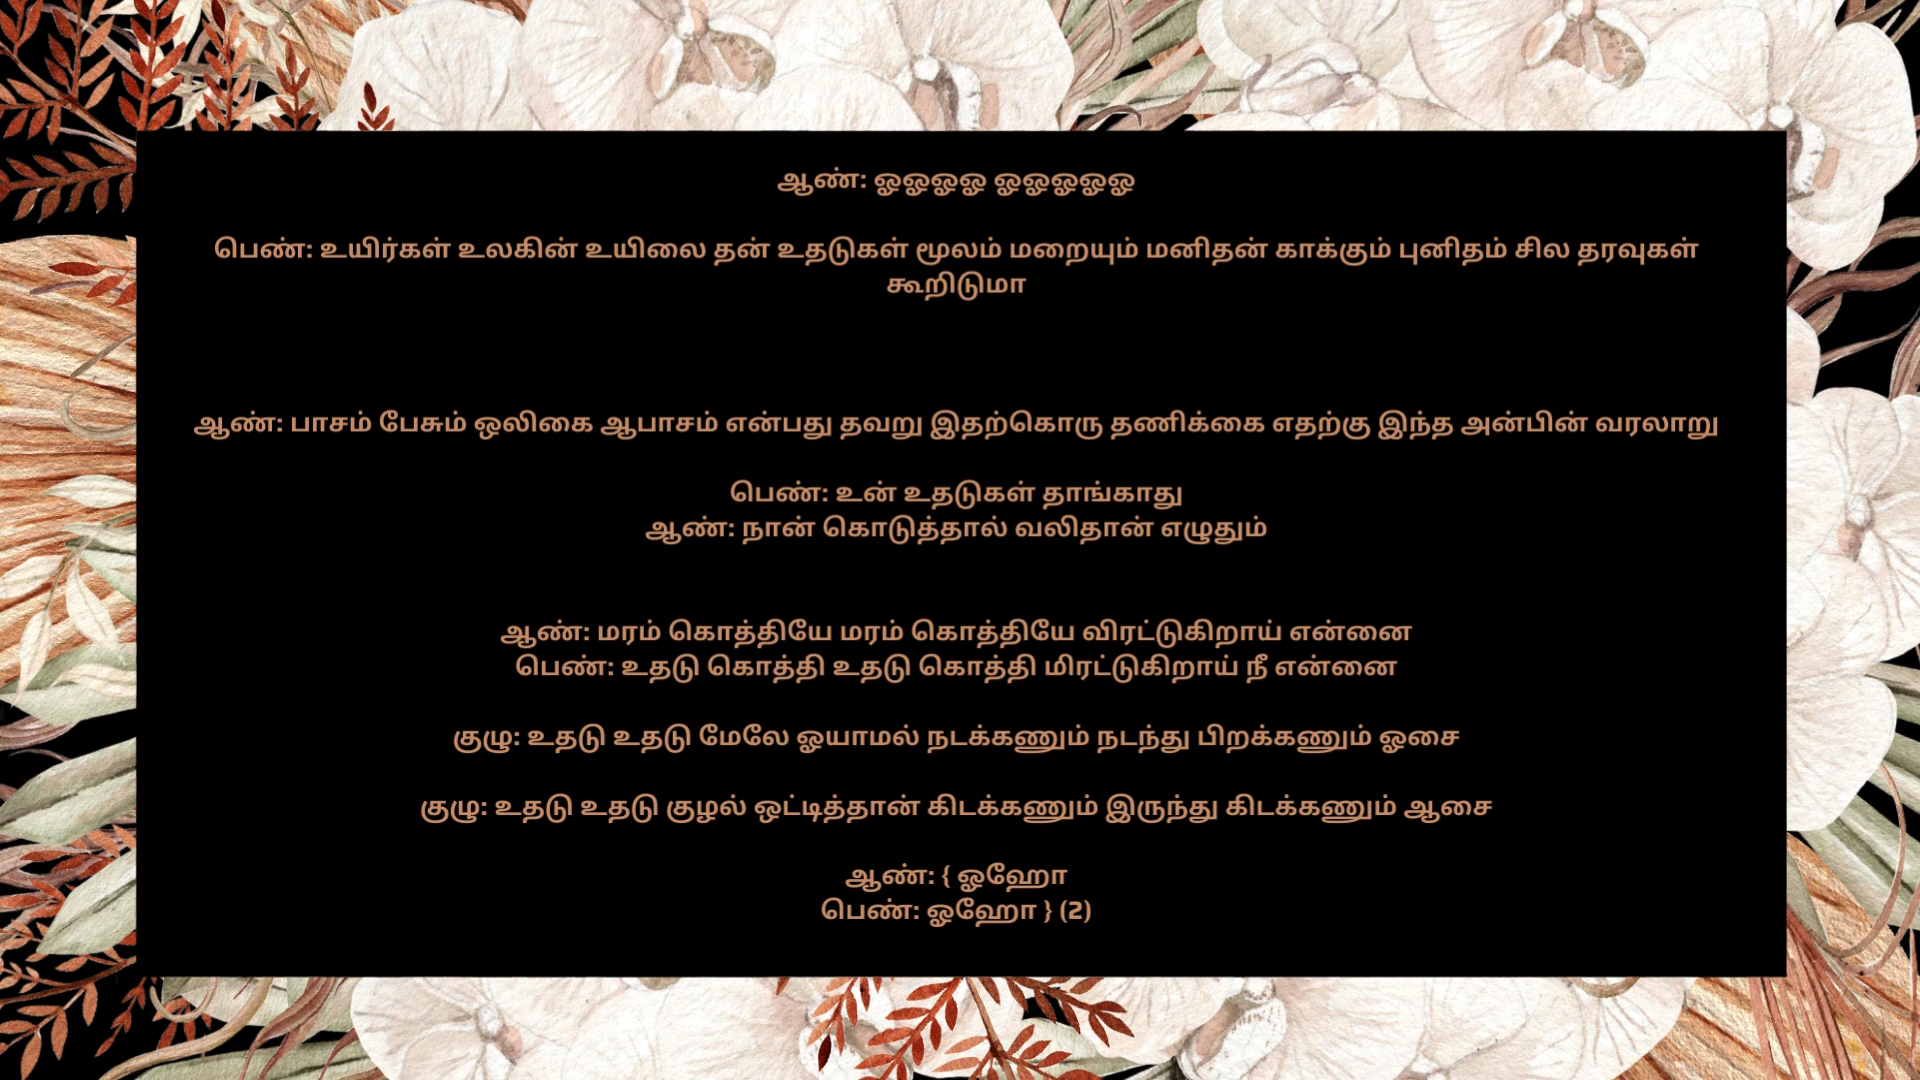 ஆண்: ஓஓஓஓ ஓஓஓஓஓ
பெண்: உயிர்கள் உலகின் உயிலை தன் உதடுகள் மூலம் மறையும் மனிதன் காக்கும் புனிதம் சில தரவுகள்
கூறிடுமா
ஆண்: பாசம் பேசும் ஒலிகை ஆபாசம் என்பது தவறு இதற்கொரு தணிக்கை எதற்கு இந்த அன்பின் வரலாறு
பெண்: உன் உதடுகள் தாங்காது
ஆண்: நான் கொடுத்தால் வலிதான் எழுதும்
ஆண்: மரம் கொத்தியே மரம் கொத்தியே விரட்டுகிறாய் என்னை
பெண்: உதடு கொத்தி உதடு கொத்தி மிரட்டுகிறாய் நீ என்னை
குழு: உதடு உதடு மேலே ஓயாமல் நடக்கணும் நடந்து பிறக்கணும் ஓசை
குழு: உதடு உதடு குழல் ஒட்டித்தான் கிடக்கணும் இருந்து கிடக்கணும் ஆசை
ஆண்: { ஓஹோ
பெண்: ஓஹோ } (2)